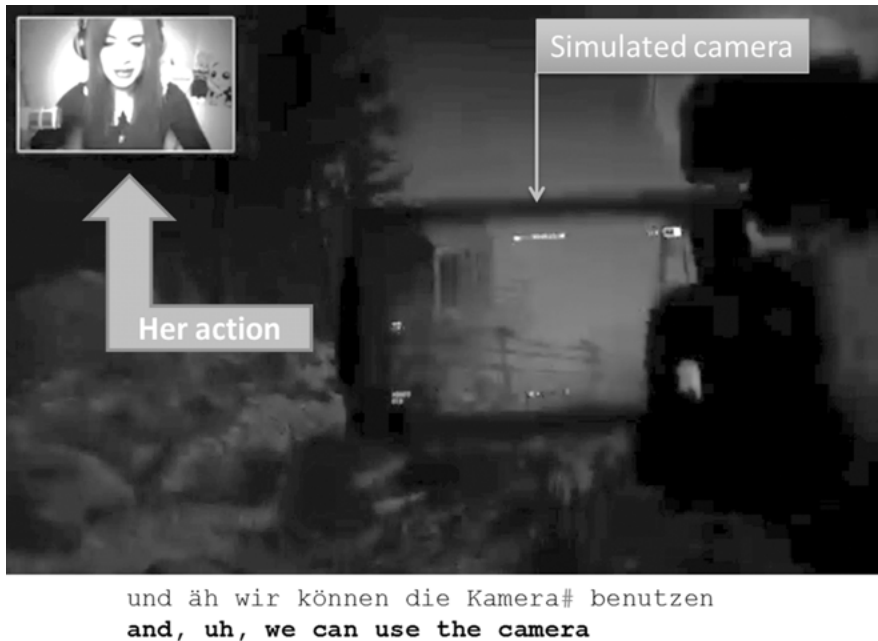 Simulated camera
Her action
und äh wir können die Kamera# benutzen
and, uh, we can use the camera